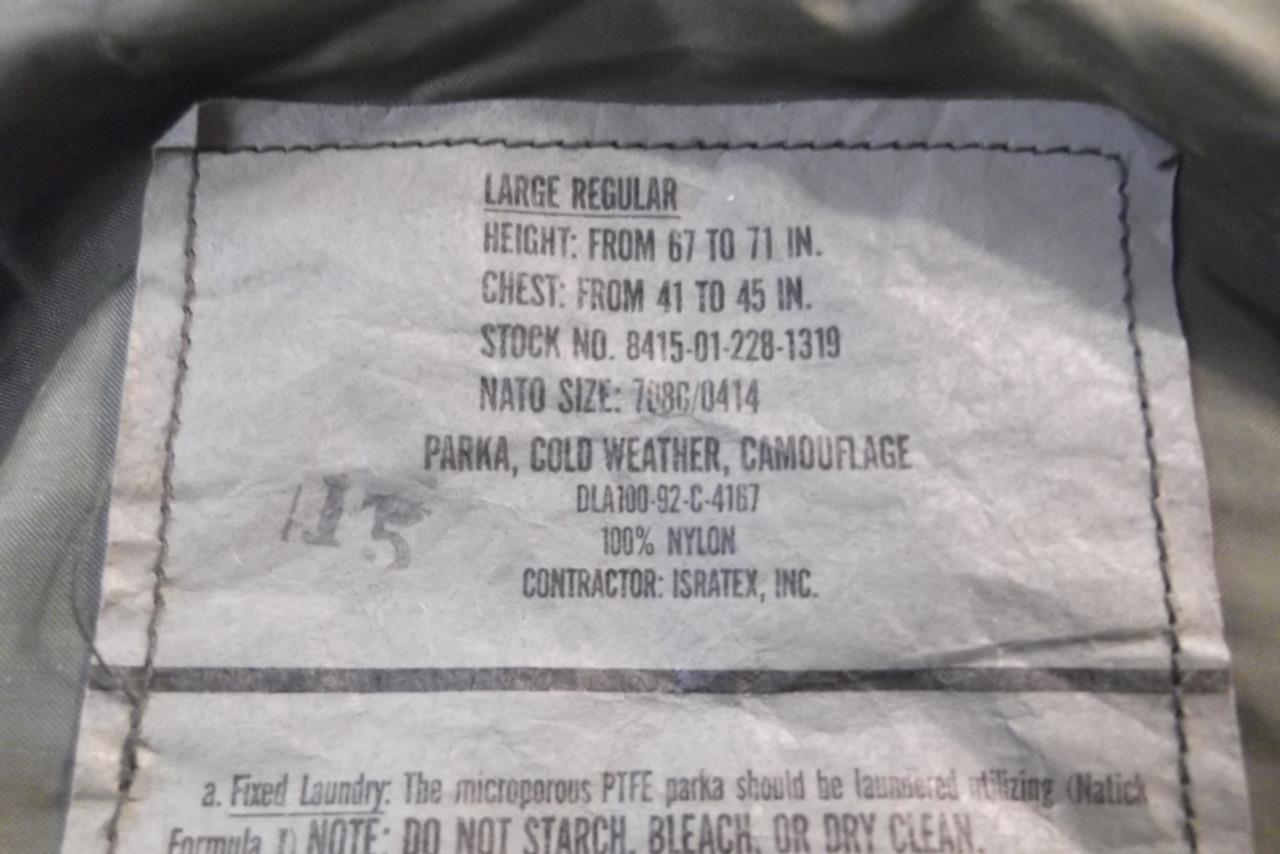 LARGE REGULAR
HEIGHT: FROM 67 TO 71 IN.
CHEST: FROM 41 TO 45 IN.
STOCK NO. 8415-01-228-1319
NATO SIZE:
PARKA, COLD WEATHER, CAMOUFLAGE
DLA100-92-C-4167
100% NYLON
CONTRACTOR: ISRATEX, INC.
a. Fixed Laundry: The microporous PTFE parka should be laundered utilizing (Natick
Formula I) NOTE: DO NOT STARCH, BLEACH, OR DRY CLEAN.